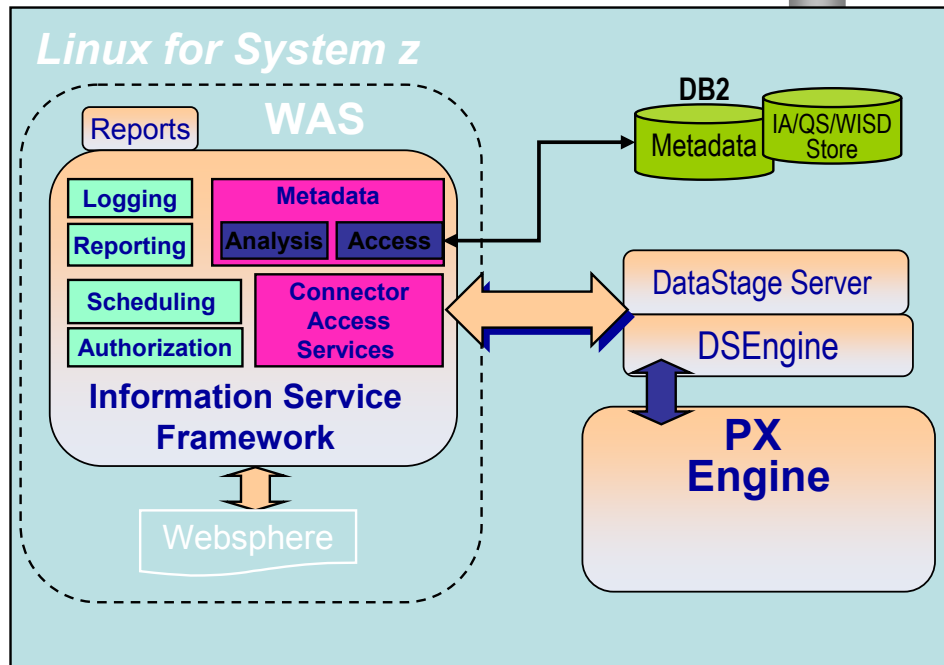 Linux for System z
WAS
Reports
Logging
Reporting
Metadata
Analysis
Access
Scheduling
Authorization
Connector
Access
Services
Information Service
Framework
Websphere
DB2
Metadata
IA/QS/WISD
Store
DataStage Server
DSEngine
PX
Engine